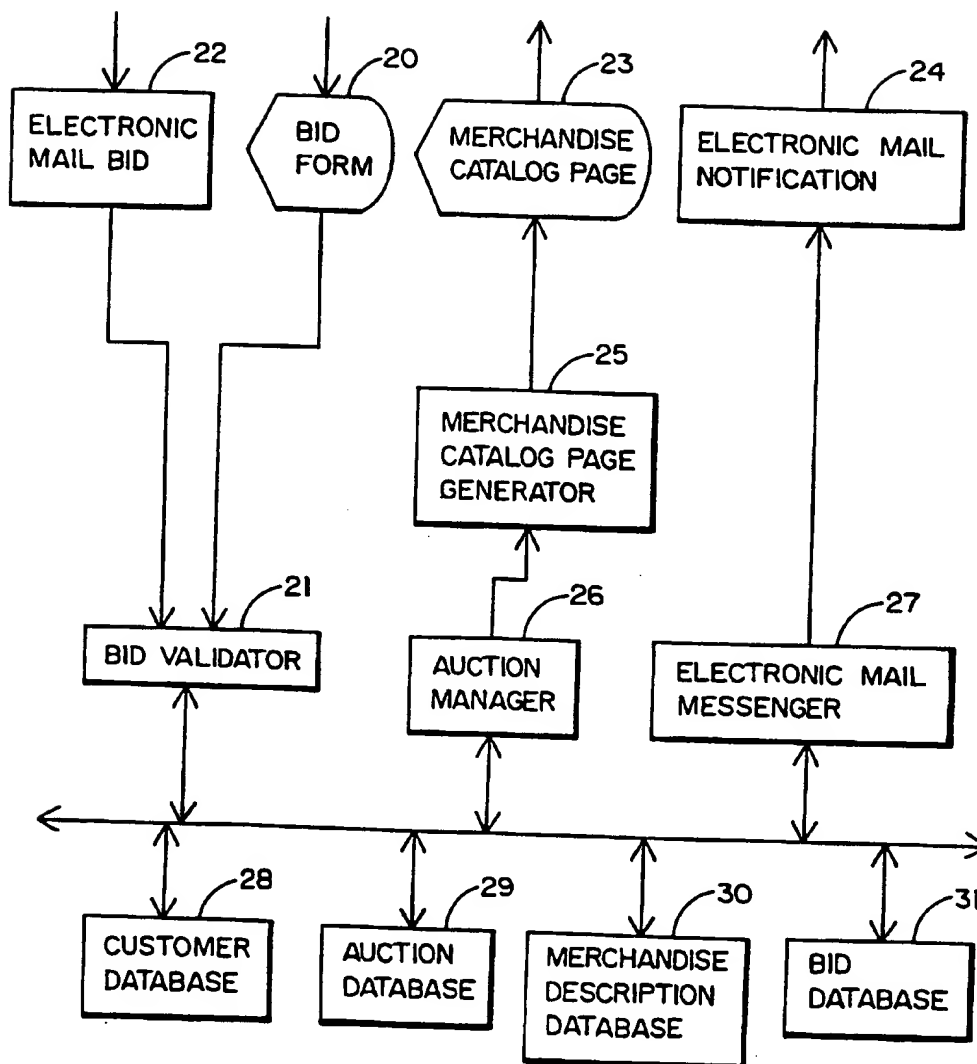 22
20
23
24
ELECTRONIC
MAIL BID
BID
FORM
MERCHANDISE
CATALOG PAGE
ELECTRONIC MAIL
NOTIFICATION
25
MERCHANDISE
CATALOG PAGE
GENERATOR
21
26
27
BID VALIDATOR
AUCTION
MANAGER
ELECTRONIC MAIL
MESSENGER
28
29
30
31
CUSTOMER
DATABASE
AUCTION
DATABASE
MERCHANDISE
DESCRIPTION
DATABASE
BID
DATABASE